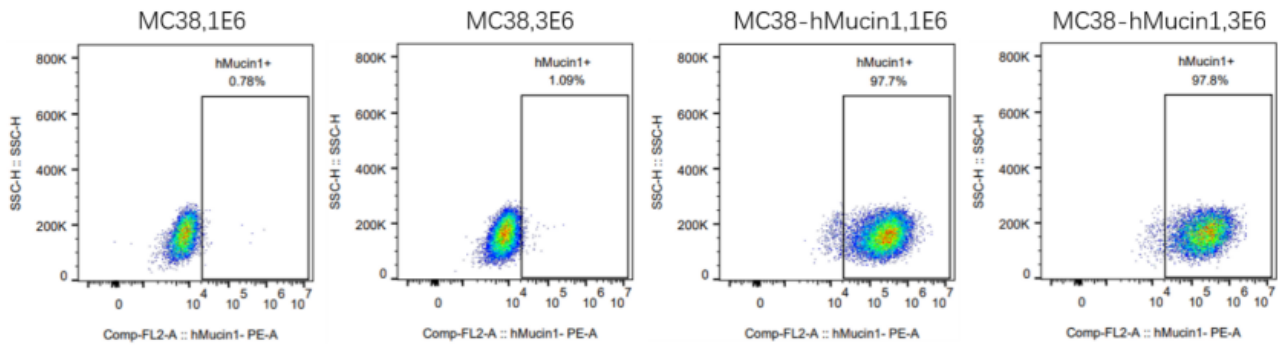 MC38,1E6
hMucin1+
0.78%
800K
600K
400K
200K
0
SSC-H :: SSC-H
0 10^4 10^5 10^6 10^7
Comp-FL2-A :: hMucin1- PE-A
MC38,3E6
hMucin1+
1.09%
800K
600K
400K
200K
0
SSC-H :: SSC-H
0 10^4 10^5 10^6 10^7
Comp-FL2-A :: hMucin1- PE-A
MC38-hMucin1,1E6
hMucin1+
97.7%
800K
600K
400K
200K
0
SSC-H :: SSC-H
0 10^4 10^5 10^6 10^7
Comp-FL2-A :: hMucin1- PE-A
MC38-hMucin1,3E6
hMucin1+
97.8%
800K
600K
400K
200K
0
SSC-H :: SSC-H
0 10^4 10^5 10^6 10^7
Comp-FL2-A :: hMucin1- PE-A